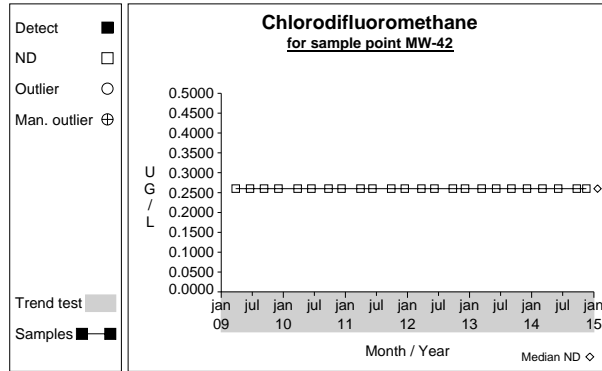 Detect
ND
Outlier
Man. outlier
Trend test
Samples
Chlorodifluoromethane
for sample point MW-42
0.5000
0.4500
0.4000
0.3500
0.3000
0.2500
0.2000
0.1500
0.1000
0.0500
0.0000
U
G
/
L
jan jul jan jul jan jul jan jul jan jul jan jul jan
09 10 11 12 13 14 15
Month / Year
Median ND